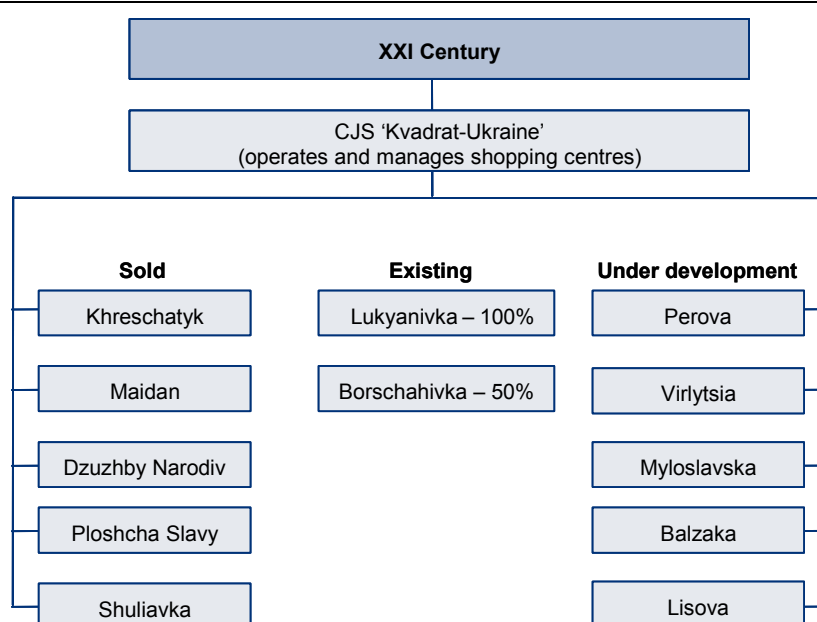 XXI Century
CJS ‘Kvadrat-Ukraine’
(operates and manages shopping centres)
Sold
Existing
Under development
Khreschatyk
Lukyanivka – 100%
Perova
Maidan
Borschahivka – 50%
Virlytsia
Dzuzhby Narodiv
Myloslavska
Ploshcha Slavy
Balzaka
Shuliavka
Lisova